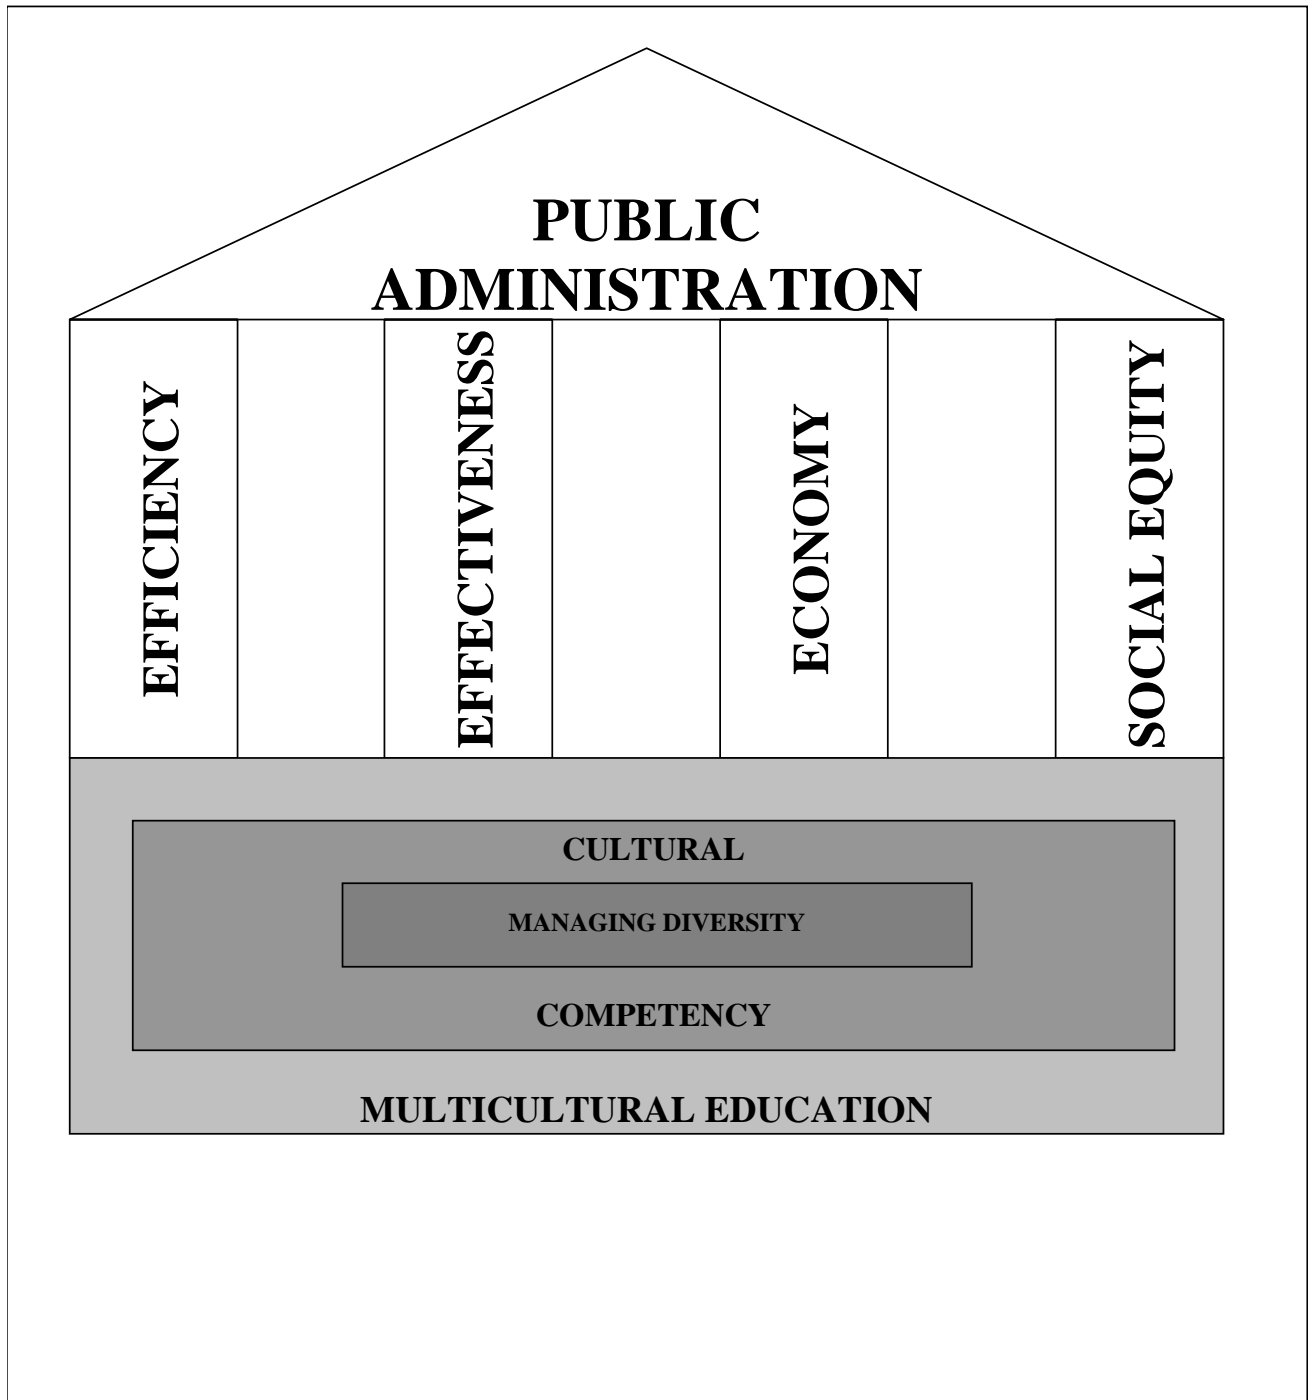 PUBLIC
ADMINISTRATION
EFFICIENCY
EFFECTIVENESS
ECONOMY
SOCIAL EQUITY
CULTURAL
MANAGING DIVERSITY
COMPETENCY
MULTICULTURAL EDUCATION